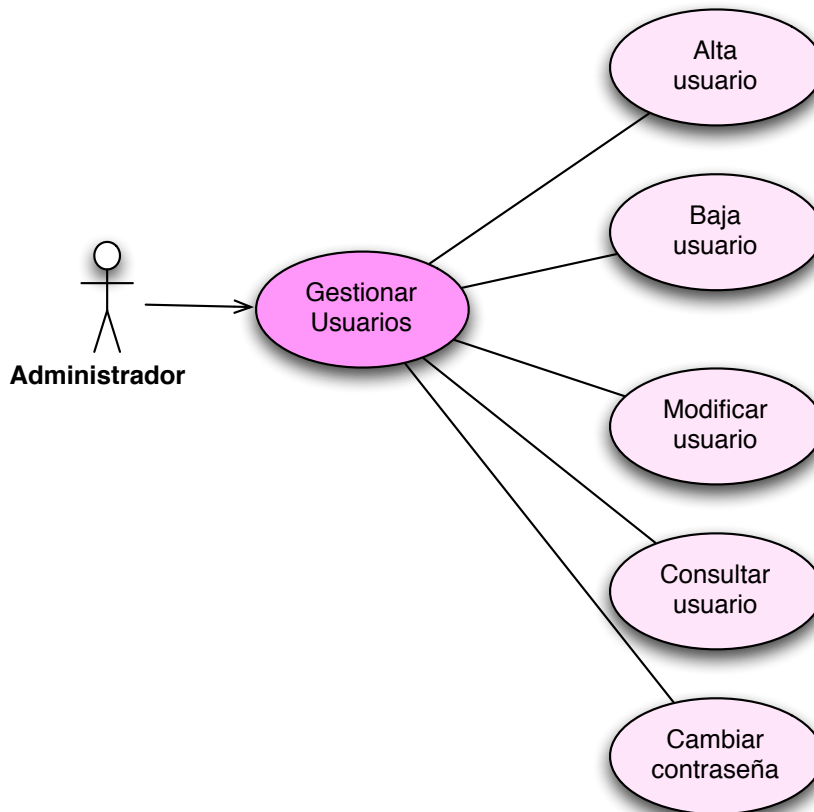 Alta
usuario
Baja
usuario
Gestionar
Usuarios
Administrador
Modificar
usuario
Consultar
usuario
Cambiar
contraseña